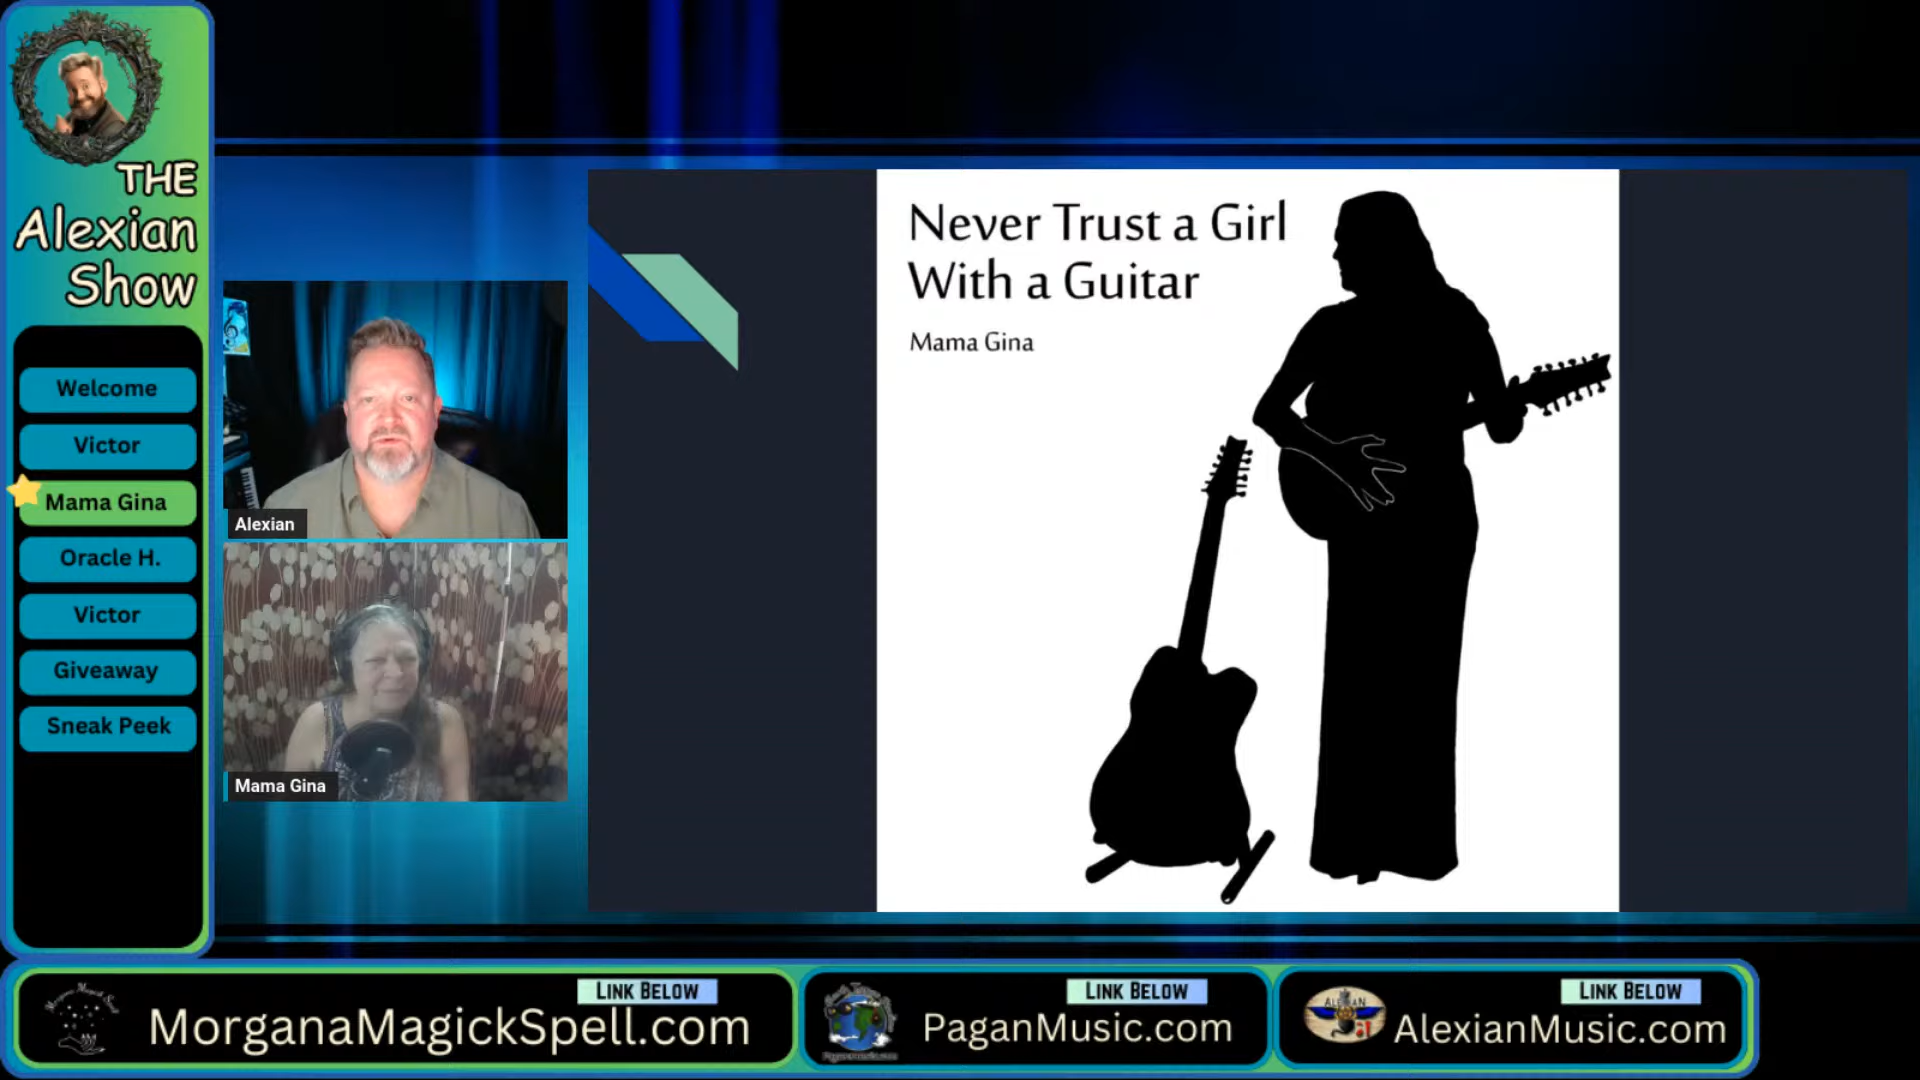 THE
Alexian
Show
Welcome
Victor
Mama Gina
Oracle H.
Victor
Giveaway
Sneak Peek
Alexian
Mama Gina
Never Trust a Girl
With a Guitar
Mama Gina
LINK BELOW
MorganaMagickSpell.com
LINK BELOW
PaganMusic.com
LINK BELOW
ALEXIAN
AlexianMusic.com